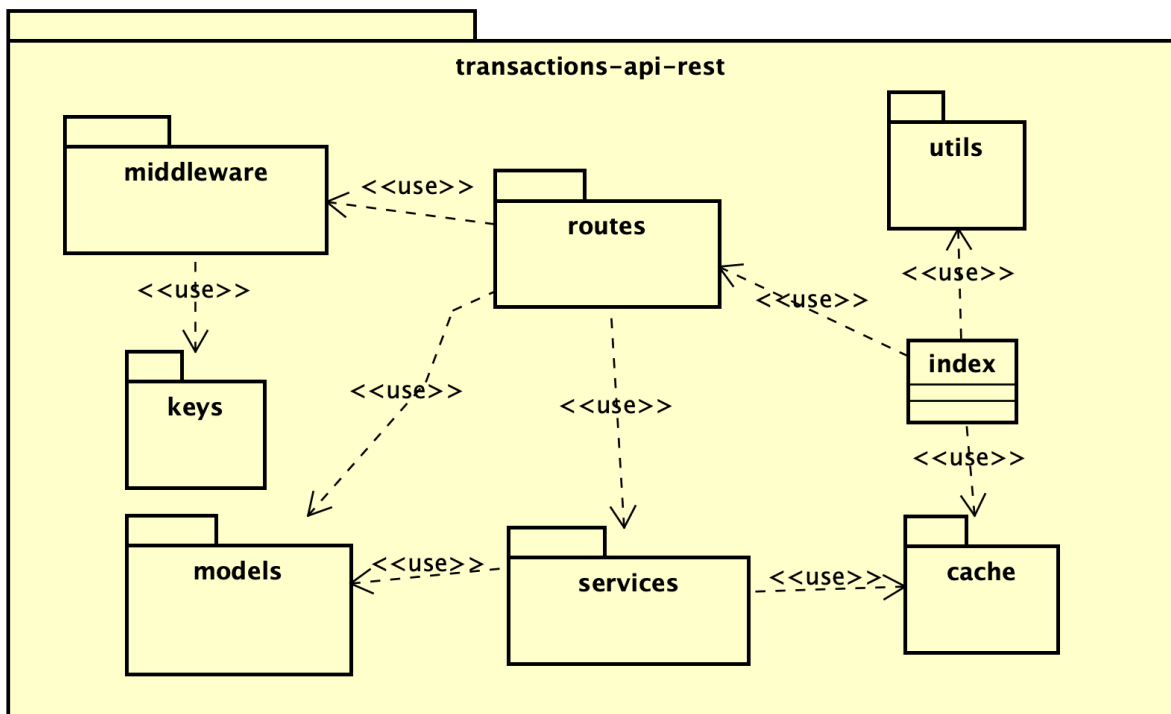 transactions-api-rest
utils
middleware
<<use>>
routes
<<use>>
<<use>>
<<use>>
index
<<use>>
keys
<<use>>
<<use>>
<<use>>
models
services
<<use>>
cache